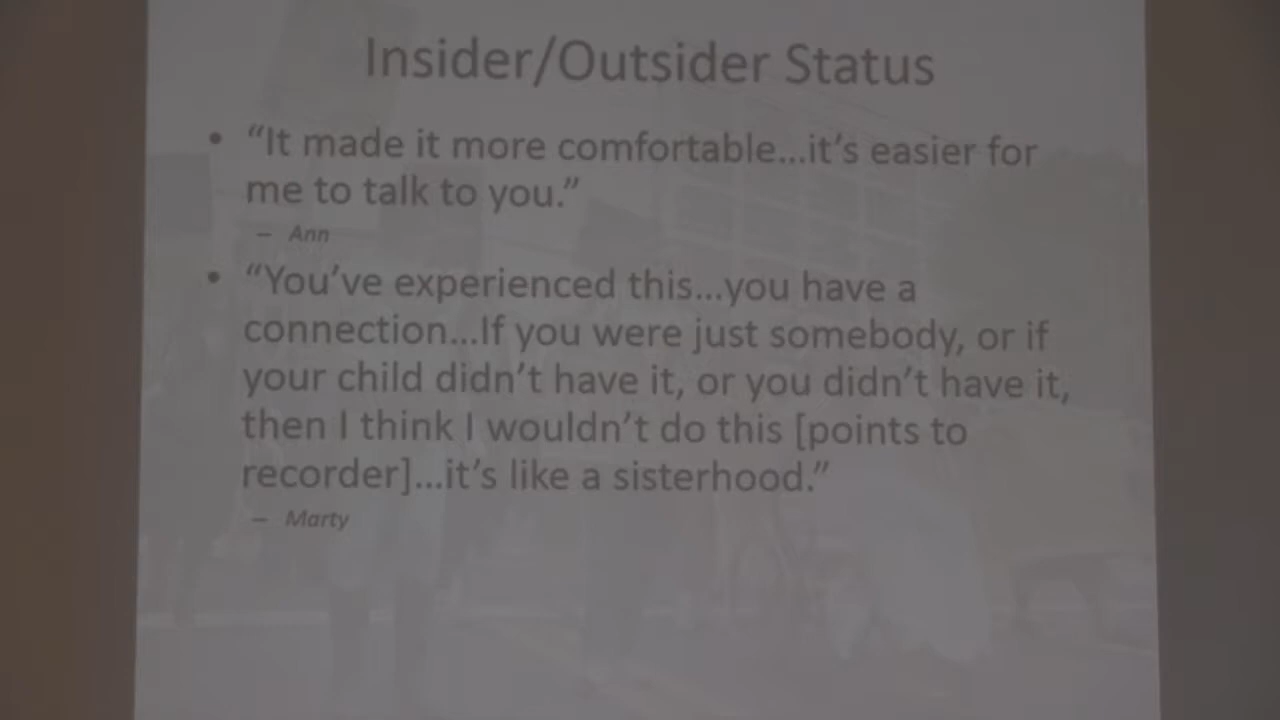 Insider/Outsider Status
• “It made it more comfortable...it’s easier for
me to talk to you.”
– Ann
• “You’ve experienced this...you have a
connection...If you were just somebody, or if
your child didn’t have it, or you didn’t have it,
then I think I wouldn’t do this [points to
recorder]...it’s like a sisterhood.”
– Marty